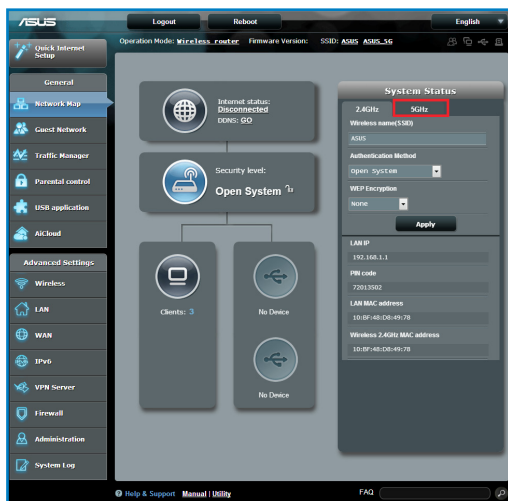 ASUS
Logout
Reboot
English
Quick Internet
Setup
Operation Mode: Wireless router Firmware Version: SSID: ASUS ASUS_5G
General
Network Map
Guest Network
Traffic Manager
Parental control
USB application
AiCloud
Advanced Settings
Wireless
LAN
WAN
IPv6
VPN Server
Firewall
Administration
System Log
Internet status:
Disconnected
DDNS: GO
Security level:
Open System
Clients: 3
No Device
No Device
System Status
2.4GHz 5GHz
Wireless name(SSID)
ASUS
Authentication Method
Open System
WEP Encryption
None
Apply
LAN IP
192.168.1.1
PIN code
72013502
LAN MAC address
10:BF:48:D8:49:78
Wireless 2.4GHz MAC address
10:BF:48:D8:49:78
Help & Support Manual | Utility
FAQ